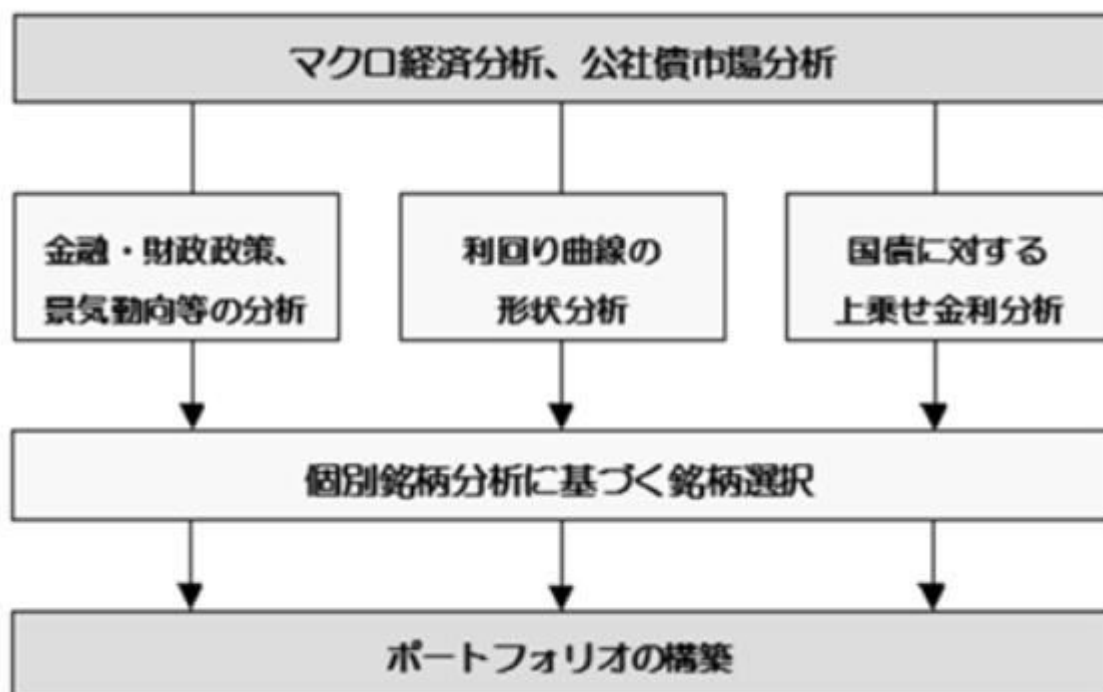 マクロ経済分析、公社債市場分析
金融・財政政策、
景気動向等の分析
利回り曲線の
形状分析
国債に対する
上乗せ金利分析
個別銘柄分析に基づく銘柄選択
ポートフォリオの構築